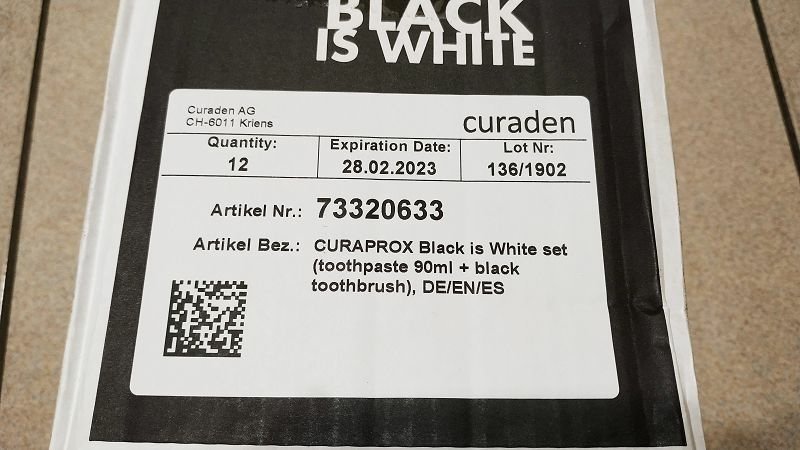 BLACK
IS WHITE
Curaden AG
CH-6011 Kriens
curaden
Quantity:
12
Expiration Date:
28.02.2023
Lot Nr:
136/1902
Artikel Nr.: 73320633
Artikel Bez.: CURAPROX Black is White set
(toothpaste 90ml + black
toothbrush), DE/EN/ES